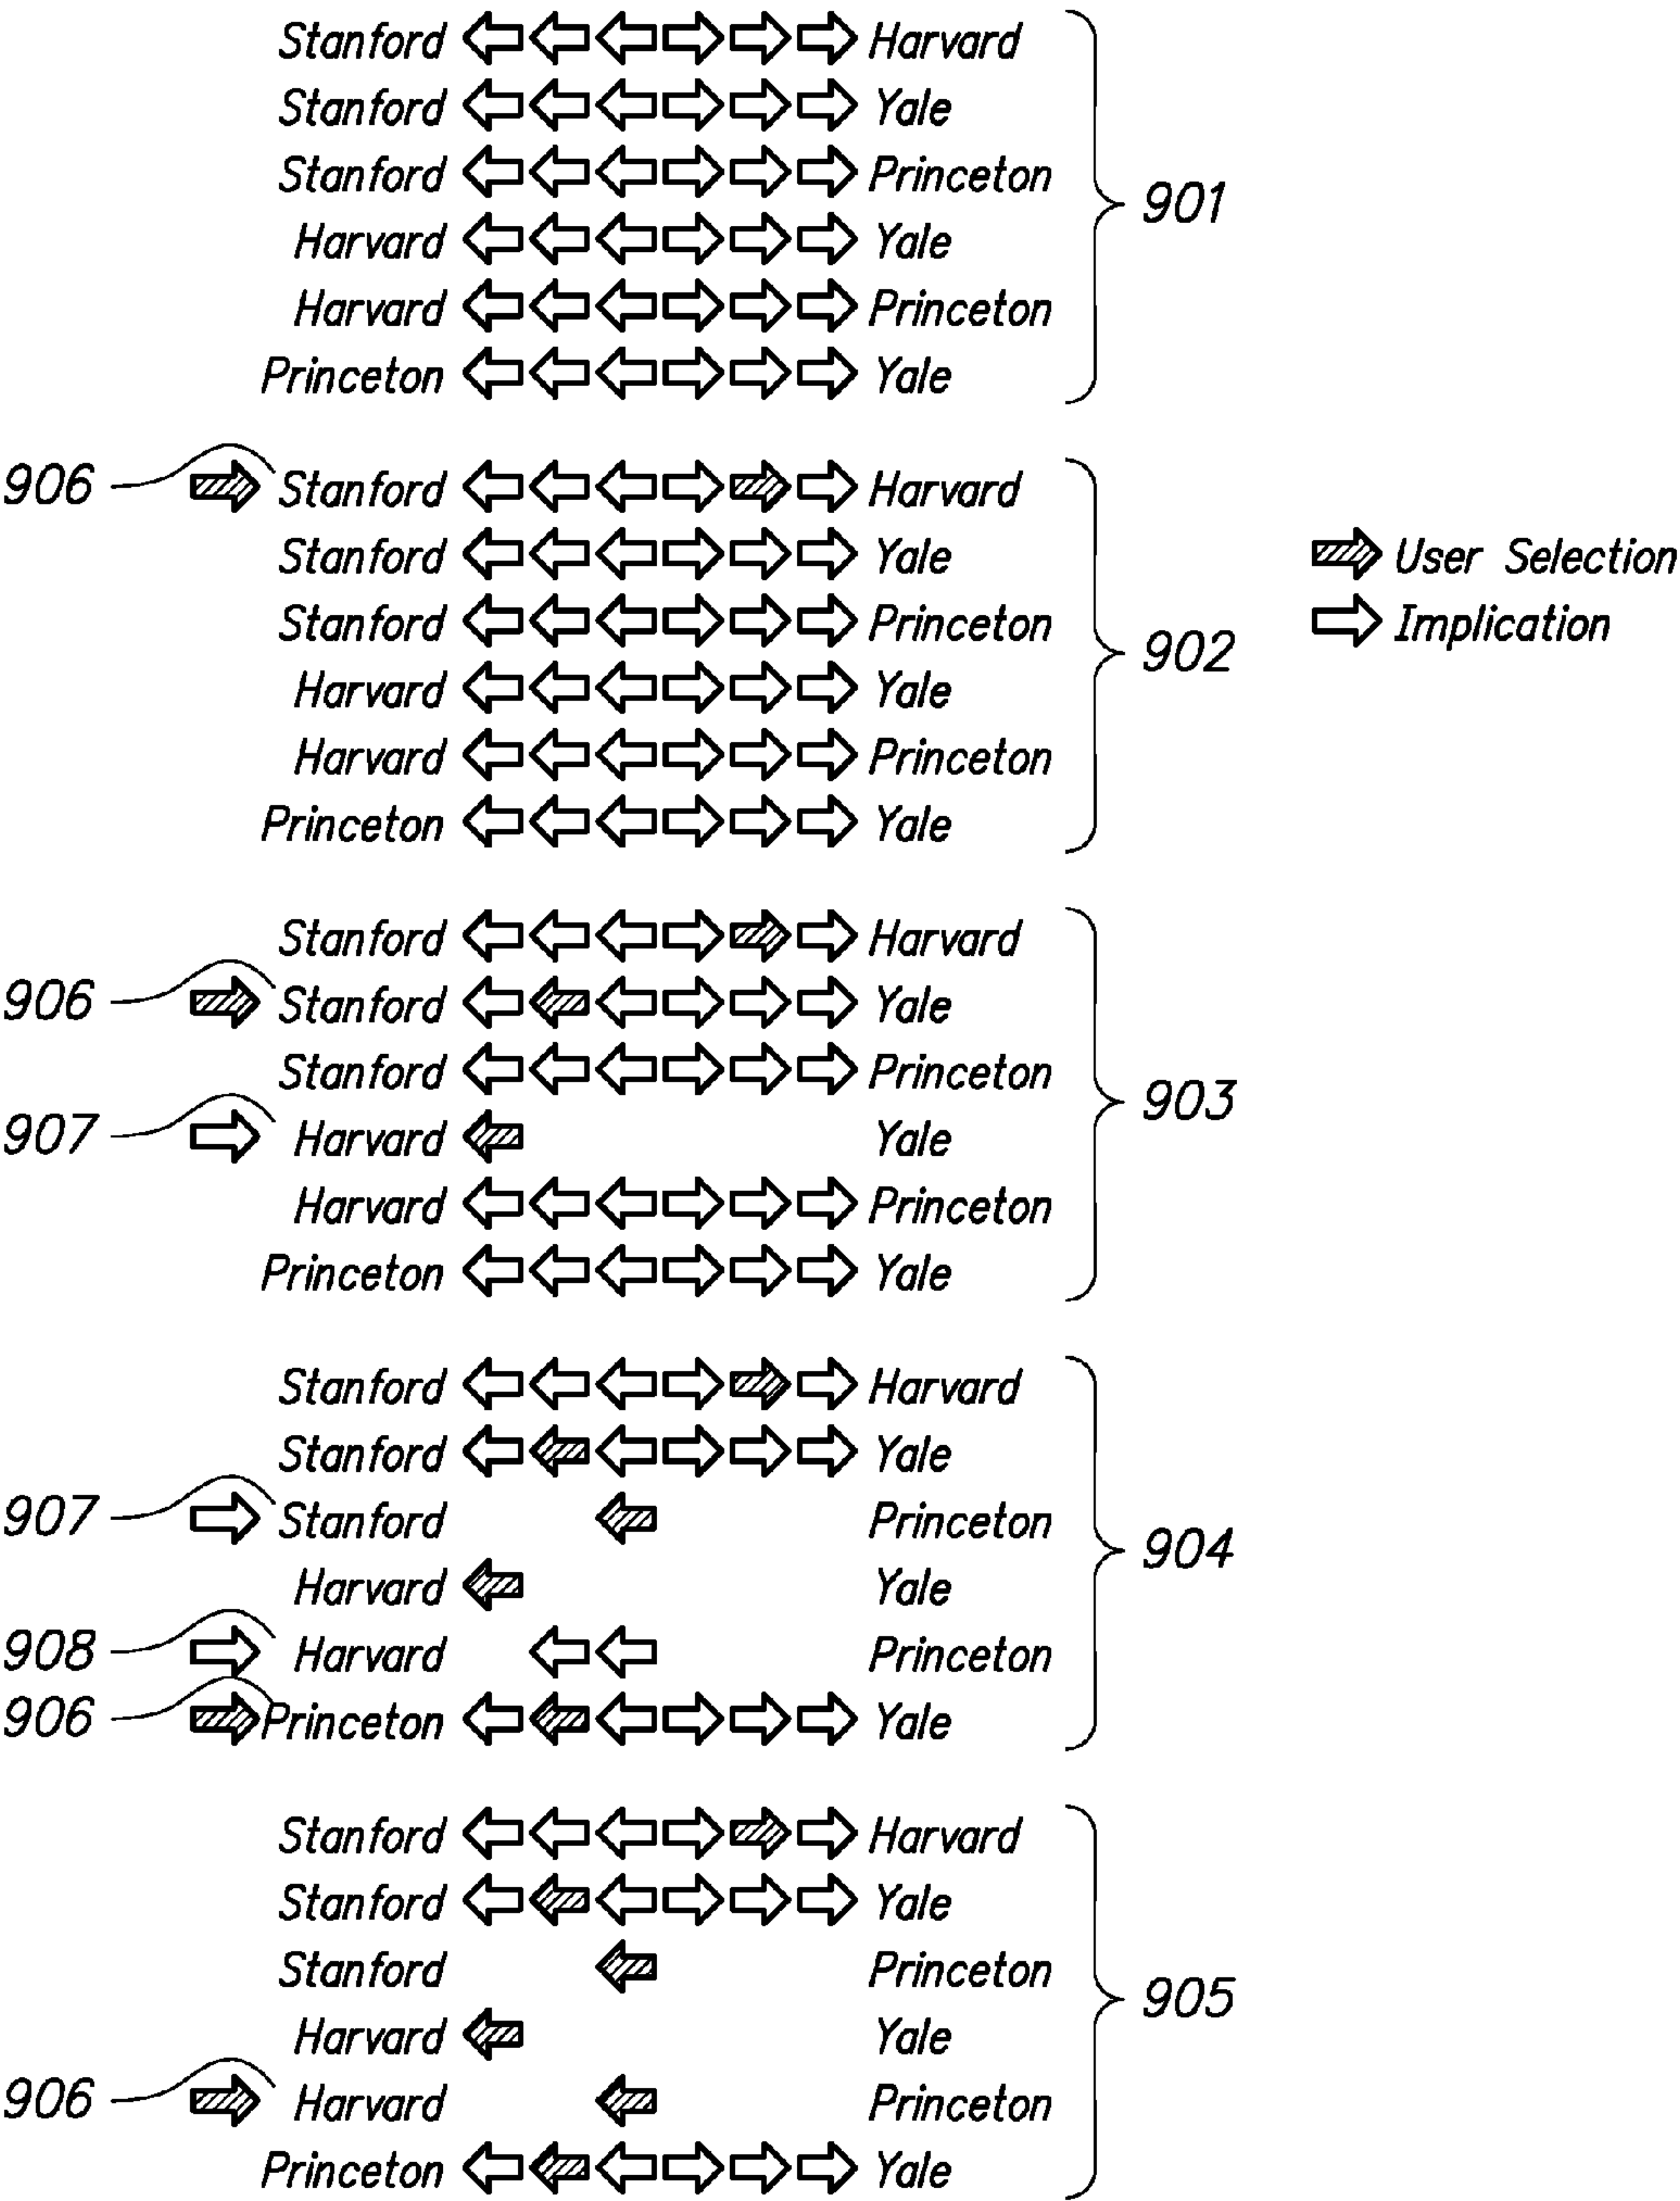 Stanford Harvard
Stanford Yale
Stanford Princeton
901
Harvard Yale
Harvard Princeton
Princeton Yale
906 Stanford Harvard
Stanford Yale
User Selection
Stanford Princeton
Implication
902
Harvard Yale
Harvard Princeton
Princeton Yale
Stanford Harvard
906 Stanford Yale
Stanford Princeton
903
907 Harvard Yale
Harvard Princeton
Princeton Yale
Stanford Harvard
Stanford Yale
907 Stanford Princeton
904
Harvard Yale
908 Harvard Princeton
906 Princeton Yale
Stanford Harvard
Stanford Yale
Stanford Princeton
905
Harvard Yale
906 Harvard Princeton
Princeton Yale